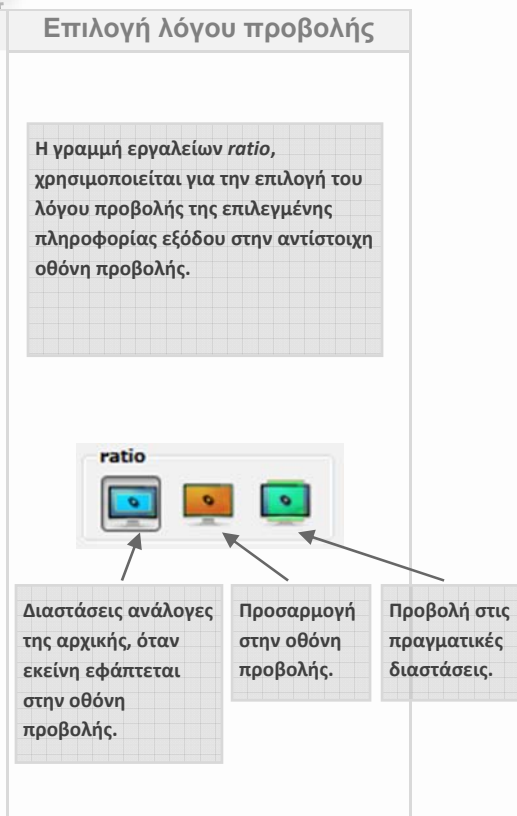 Επιλογή λόγου προβολής
Η γραμμή εργαλείων ratio,
χρησιμοποιείται για την επιλογή του
λόγου προβολής της επιλεγμένης
πληροφορίας εξόδου στην αντίστοιχη
οθόνη προβολής.
ratio
Διαστάσεις ανάλογες
της αρχικής, όταν
εκείνη εφάπτεται
στην οθόνη
προβολής.
Προσαρμογή
στην οθόνη
προβολής.
Προβολή στις
πραγματικές
διαστάσεις.